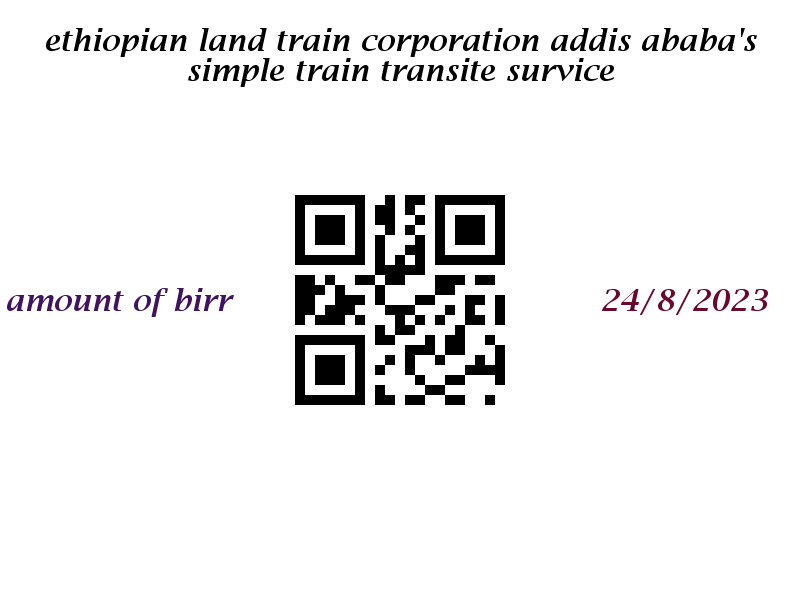 ethiopian land train corporation addis ababa's
simple train transite survice
amount of birr
24/8/2023